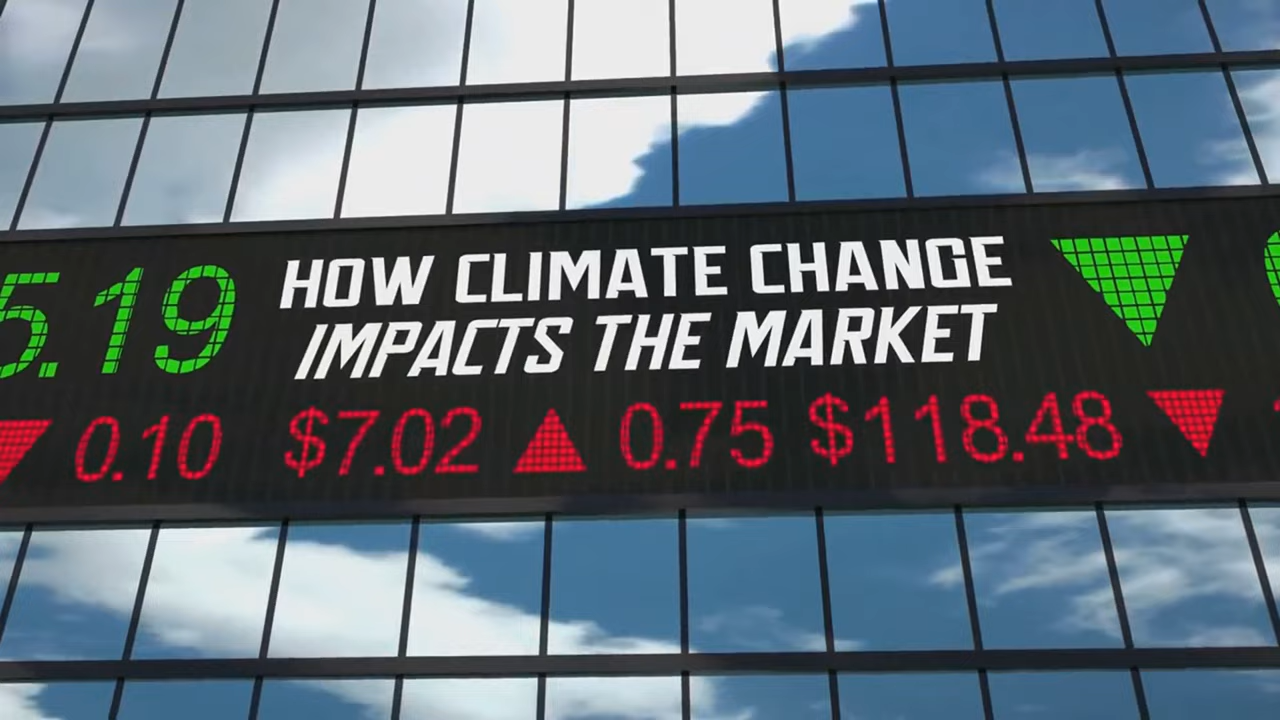 5.19
HOW CLIMATE CHANGE
IMPACTS THE MARKET
0.10 $7.02 0.75 $118.48